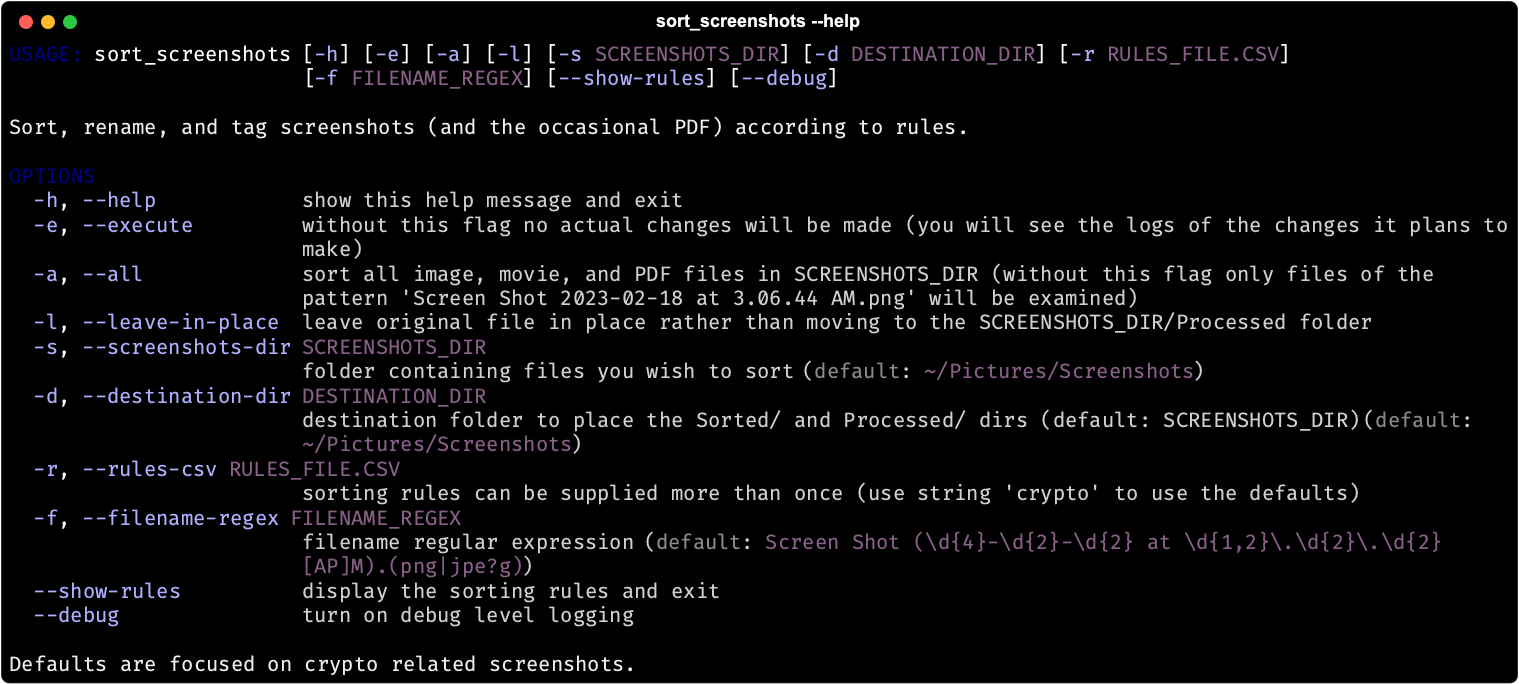 sort_screenshots --help
USAGE: sort_screenshots [-h] [-e] [-a] [-l] [-s SCREENSHOTS_DIR] [-d DESTINATION_DIR] [-r RULES_FILE.CSV]
[-f FILENAME_REGEX] [--show-rules] [--debug]
Sort, rename, and tag screenshots (and the occasional PDF) according to rules.
OPTIONS
-h, --help show this help message and exit
-e, --execute without this flag no actual changes will be made (you will see the logs of the changes it plans to
make)
-a, --all sort all image, movie, and PDF files in SCREENSHOTS_DIR (without this flag only files of the
pattern 'Screen Shot 2023-02-18 at 3.06.44 AM.png' will be examined)
-l, --leave-in-place leave original file in place rather than moving to the SCREENSHOTS_DIR/Processed folder
-s, --screenshots-dir SCREENSHOTS_DIR
folder containing files you wish to sort (default: ~/Pictures/Screenshots)
-d, --destination-dir DESTINATION_DIR
destination folder to place the Sorted/ and Processed/ dirs (default: SCREENSHOTS_DIR)(default:
~/Pictures/Screenshots)
-r, --rules-csv RULES_FILE.CSV
sorting rules can be supplied more than once (use string 'crypto' to use the defaults)
-f, --filename-regex FILENAME_REGEX
filename regular expression (default: Screen Shot (\d{4}-\d{2}-\d{2} at \d{1,2}\.\d{2}\.\d{2}
[AP]M).(png|jpe?g))
--show-rules display the sorting rules and exit
--debug turn on debug level logging
Defaults are focused on crypto related screenshots.